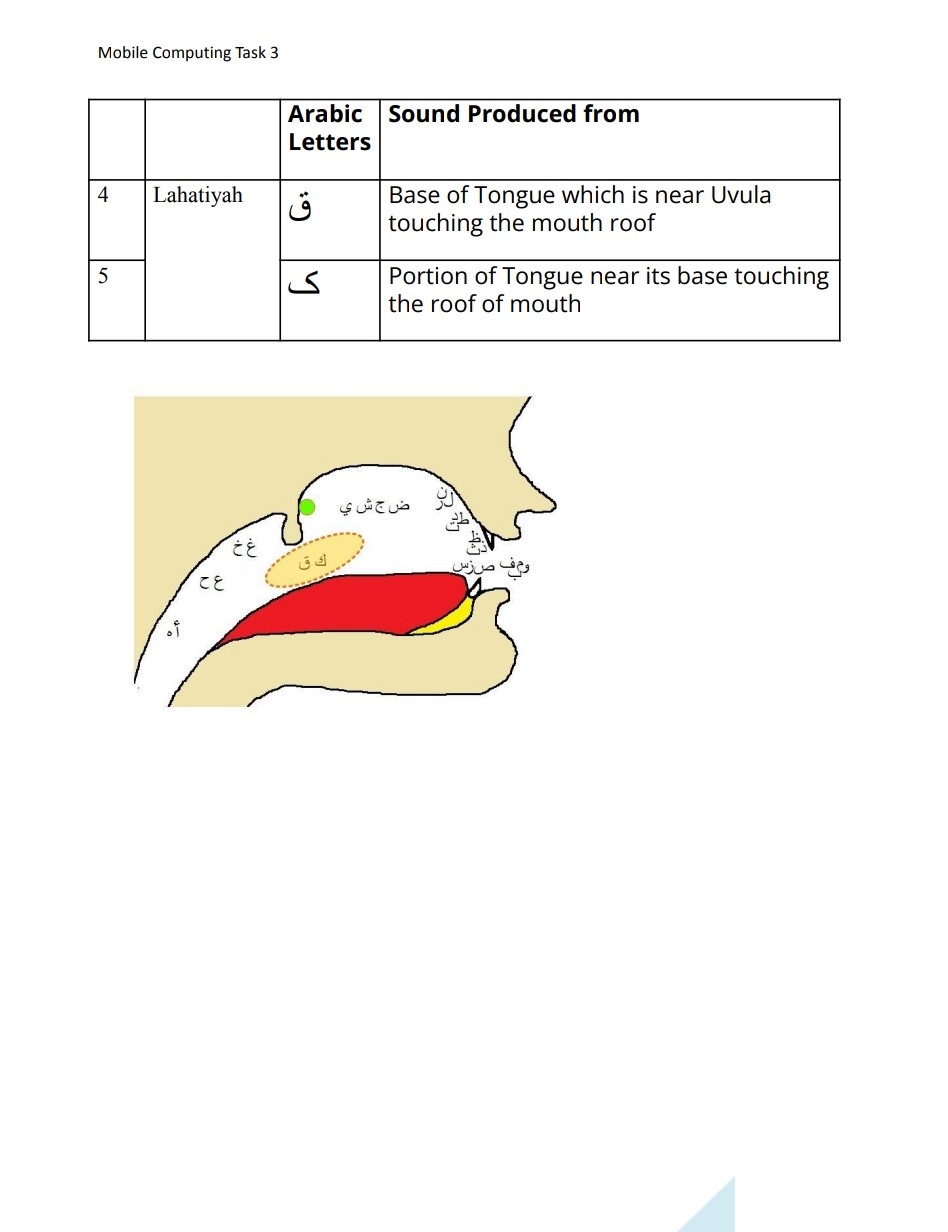 Mobile Computing Task 3
Arabic Letters Sound Produced from
4 Lahatiyah ق Base of Tongue which is near Uvula
touching the mouth roof
5 ک Portion of Tongue near its base touching
the roof of mouth
ض ج ش ي
ن
ل ر
ط د
ت
ظ
ذ ث
ص ز س
و م ف
ب
غ خ
ك ق
ع ح
أ ه